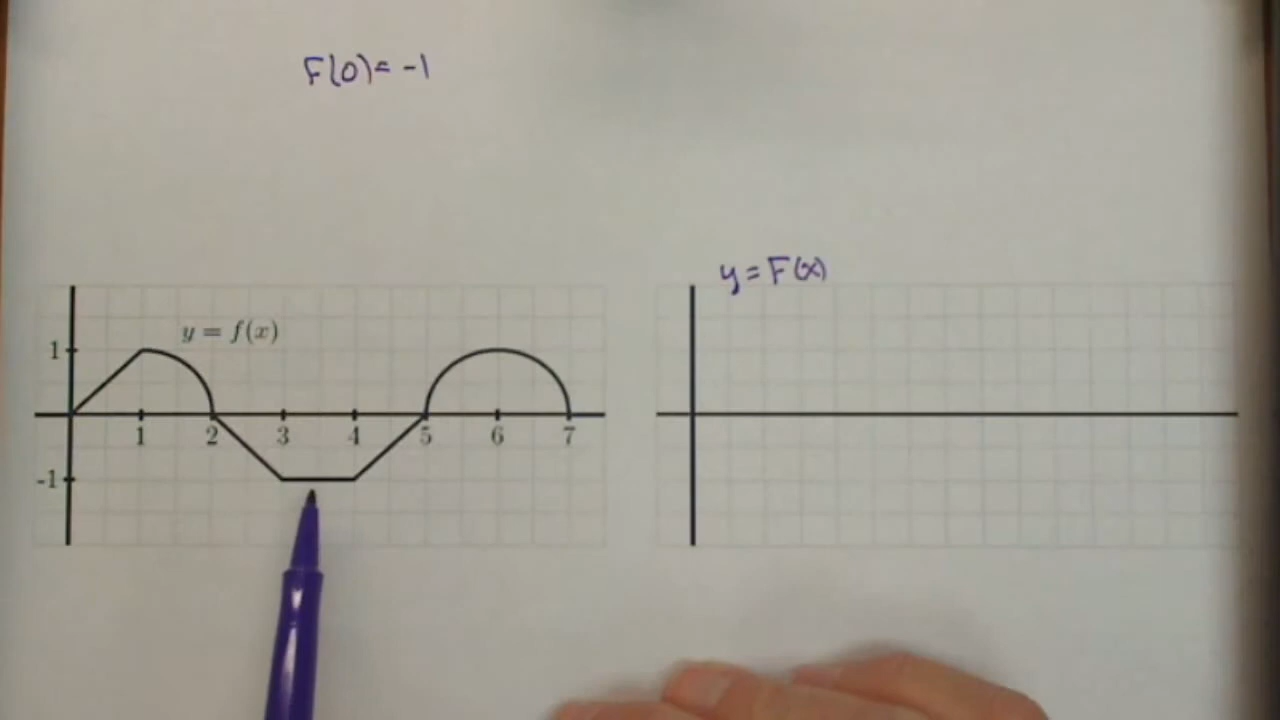 F(0) = -1
y = F(x)
y = f(x)
1
1 2 3 4 5 6 7
-1